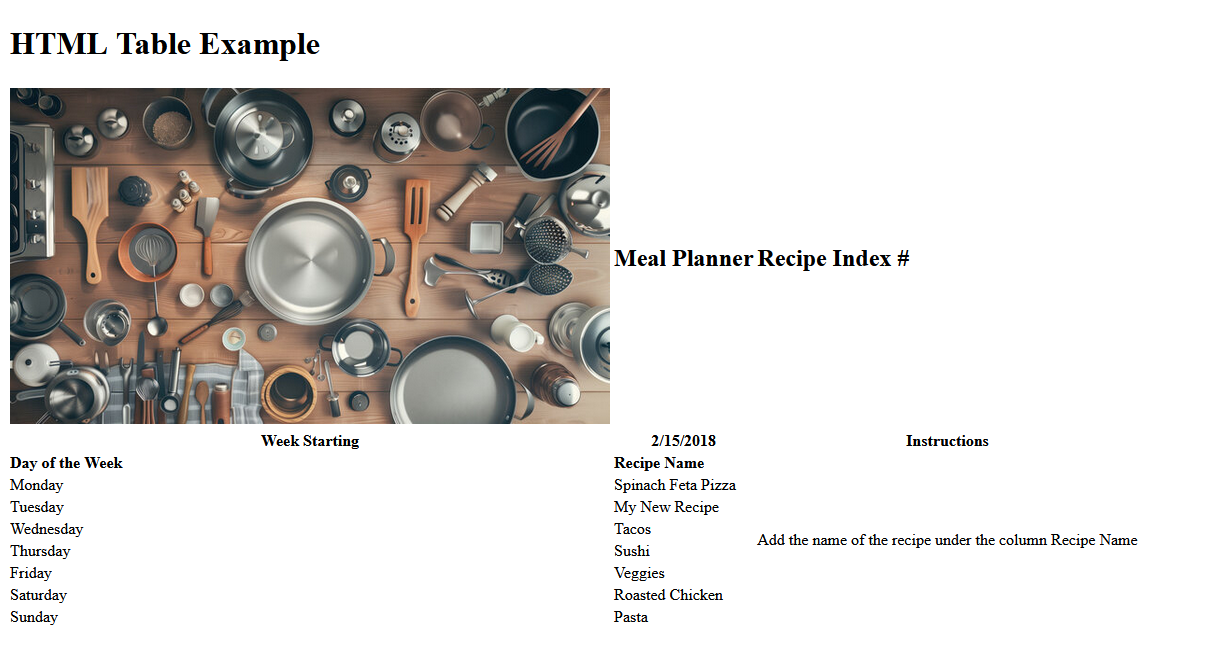 HTML Table Example
Meal Planner Recipe Index #
Week Starting 2/15/2018 Instructions
Day of the Week Recipe Name
Monday Spinach Feta Pizza
Tuesday My New Recipe
Wednesday Tacos
Add the name of the recipe under the column Recipe Name
Thursday Sushi
Friday Veggies
Saturday Roasted Chicken
Sunday Pasta